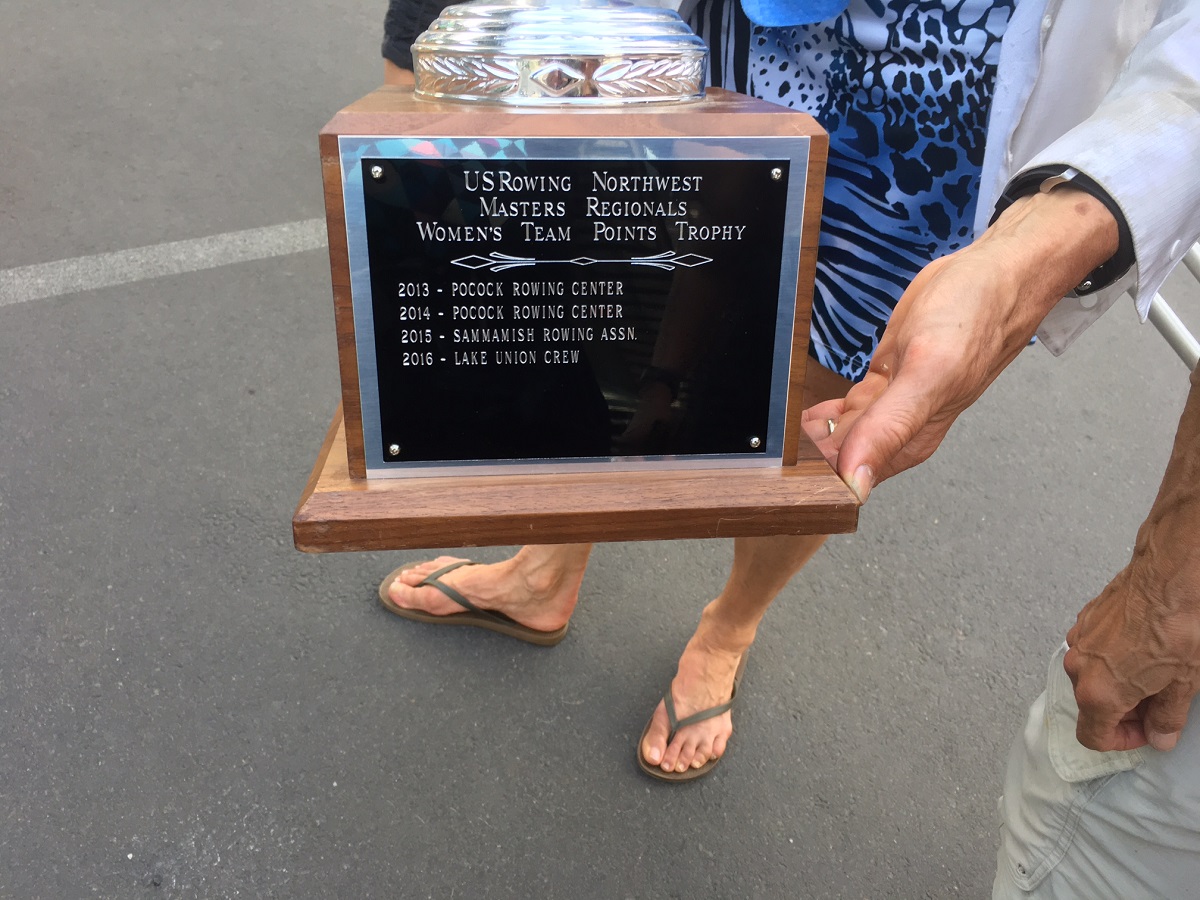 USRowing Northwest
Masters Regionals
Women's Team Points Trophy
2013 - POCOCK ROWING CENTER
2014 - POCOCK ROWING CENTER
2015 - SAMMAMISH ROWING ASSN.
2016 - LAKE UNION CREW